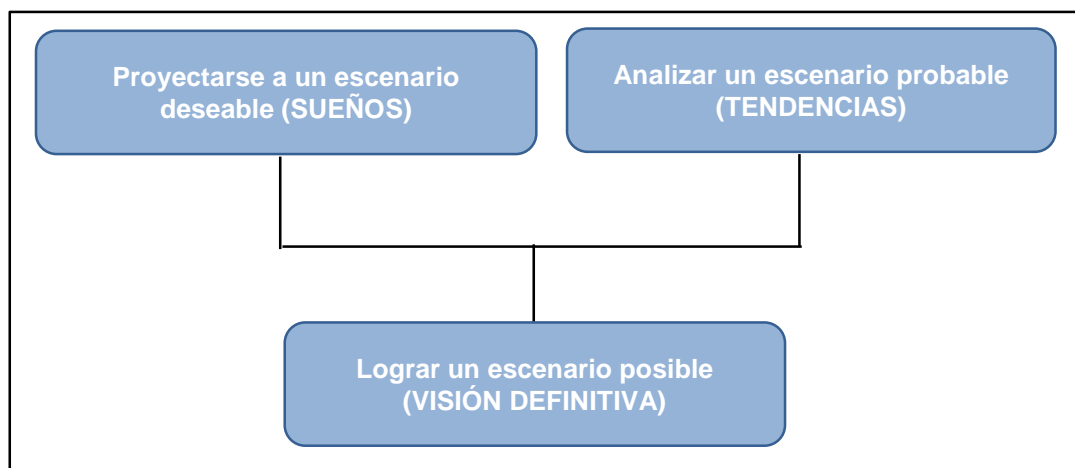 Proyectarse a un escenario
deseable (SUEÑOS)
Analizar un escenario probable
(TENDENCIAS)
Lograr un escenario posible
(VISIÓN DEFINITIVA)